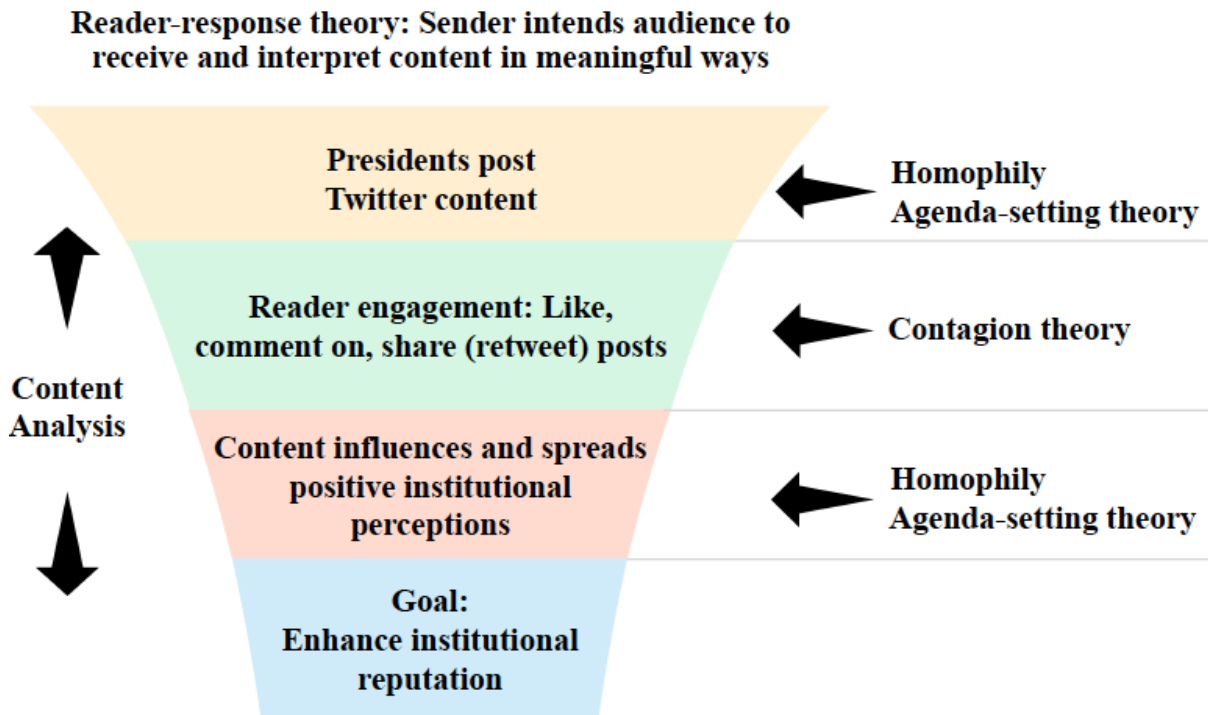 Reader-response theory: Sender intends audience to
receive and interpret content in meaningful ways
Presidents post
Twitter content
Homophily
Agenda-setting theory
Reader engagement: Like,
comment on, share (retweet) posts
Contagion theory
Content
Analysis
Content influences and spreads
positive institutional
perceptions
Homophily
Agenda-setting theory
Goal:
Enhance institutional
reputation